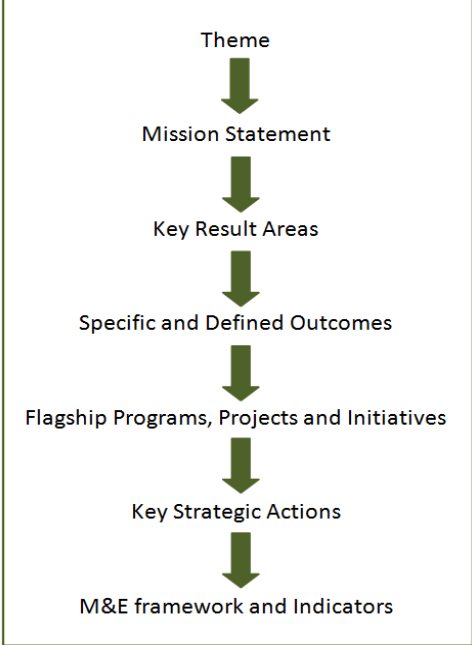 Theme
Mission Statement
Key Result Areas
Specific and Defined Outcomes
Flagship Programs, Projects and Initiatives
Key Strategic Actions
M&E framework and Indicators